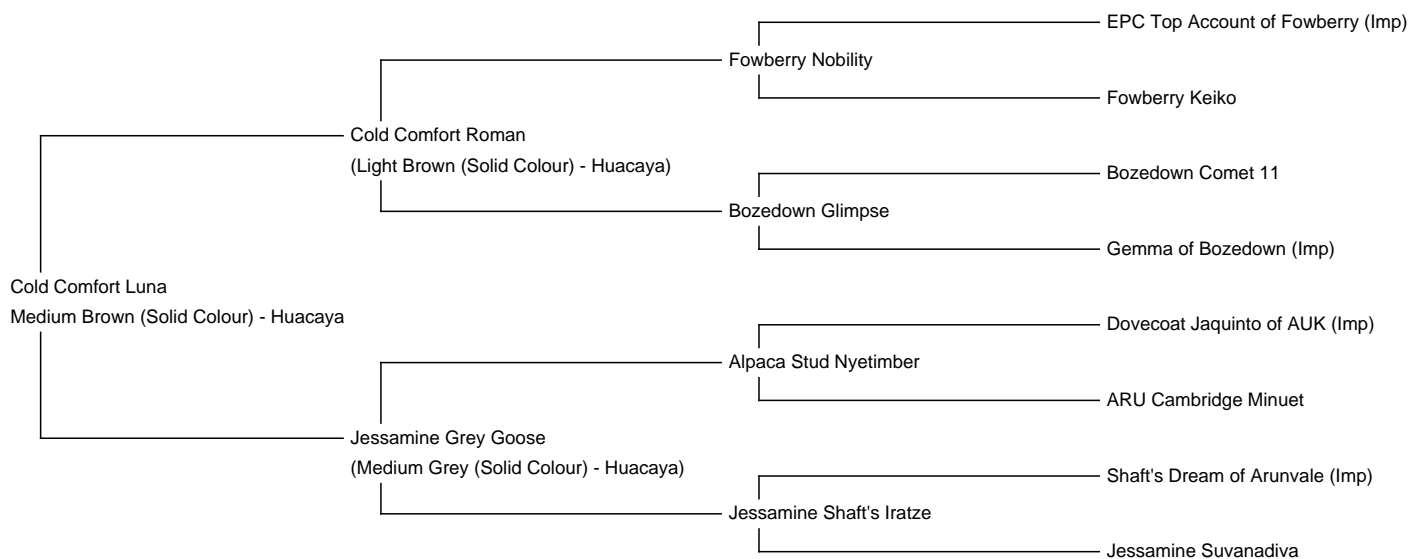 EPC Top Account of Fowberry (Imp)
Fowberry Nobility
Fowberry Keiko
Cold Comfort Roman
(Light Brown (Solid Colour) - Huacaya)
Bozedown Comet 11
Bozedown Glimpse
Gemma of Bozedown (Imp)
Cold Comfort Luna
Medium Brown (Solid Colour) - Huacaya
Dovecoat Jaquinto of AUK (Imp)
Alpaca Stud Nyetimber
ARU Cambridge Minuet
Jessamine Grey Goose
(Medium Grey (Solid Colour) - Huacaya)
Shaft's Dream of Arunvale (Imp)
Jessamine Shaft's Iratze
Jessamine Suvanadiva